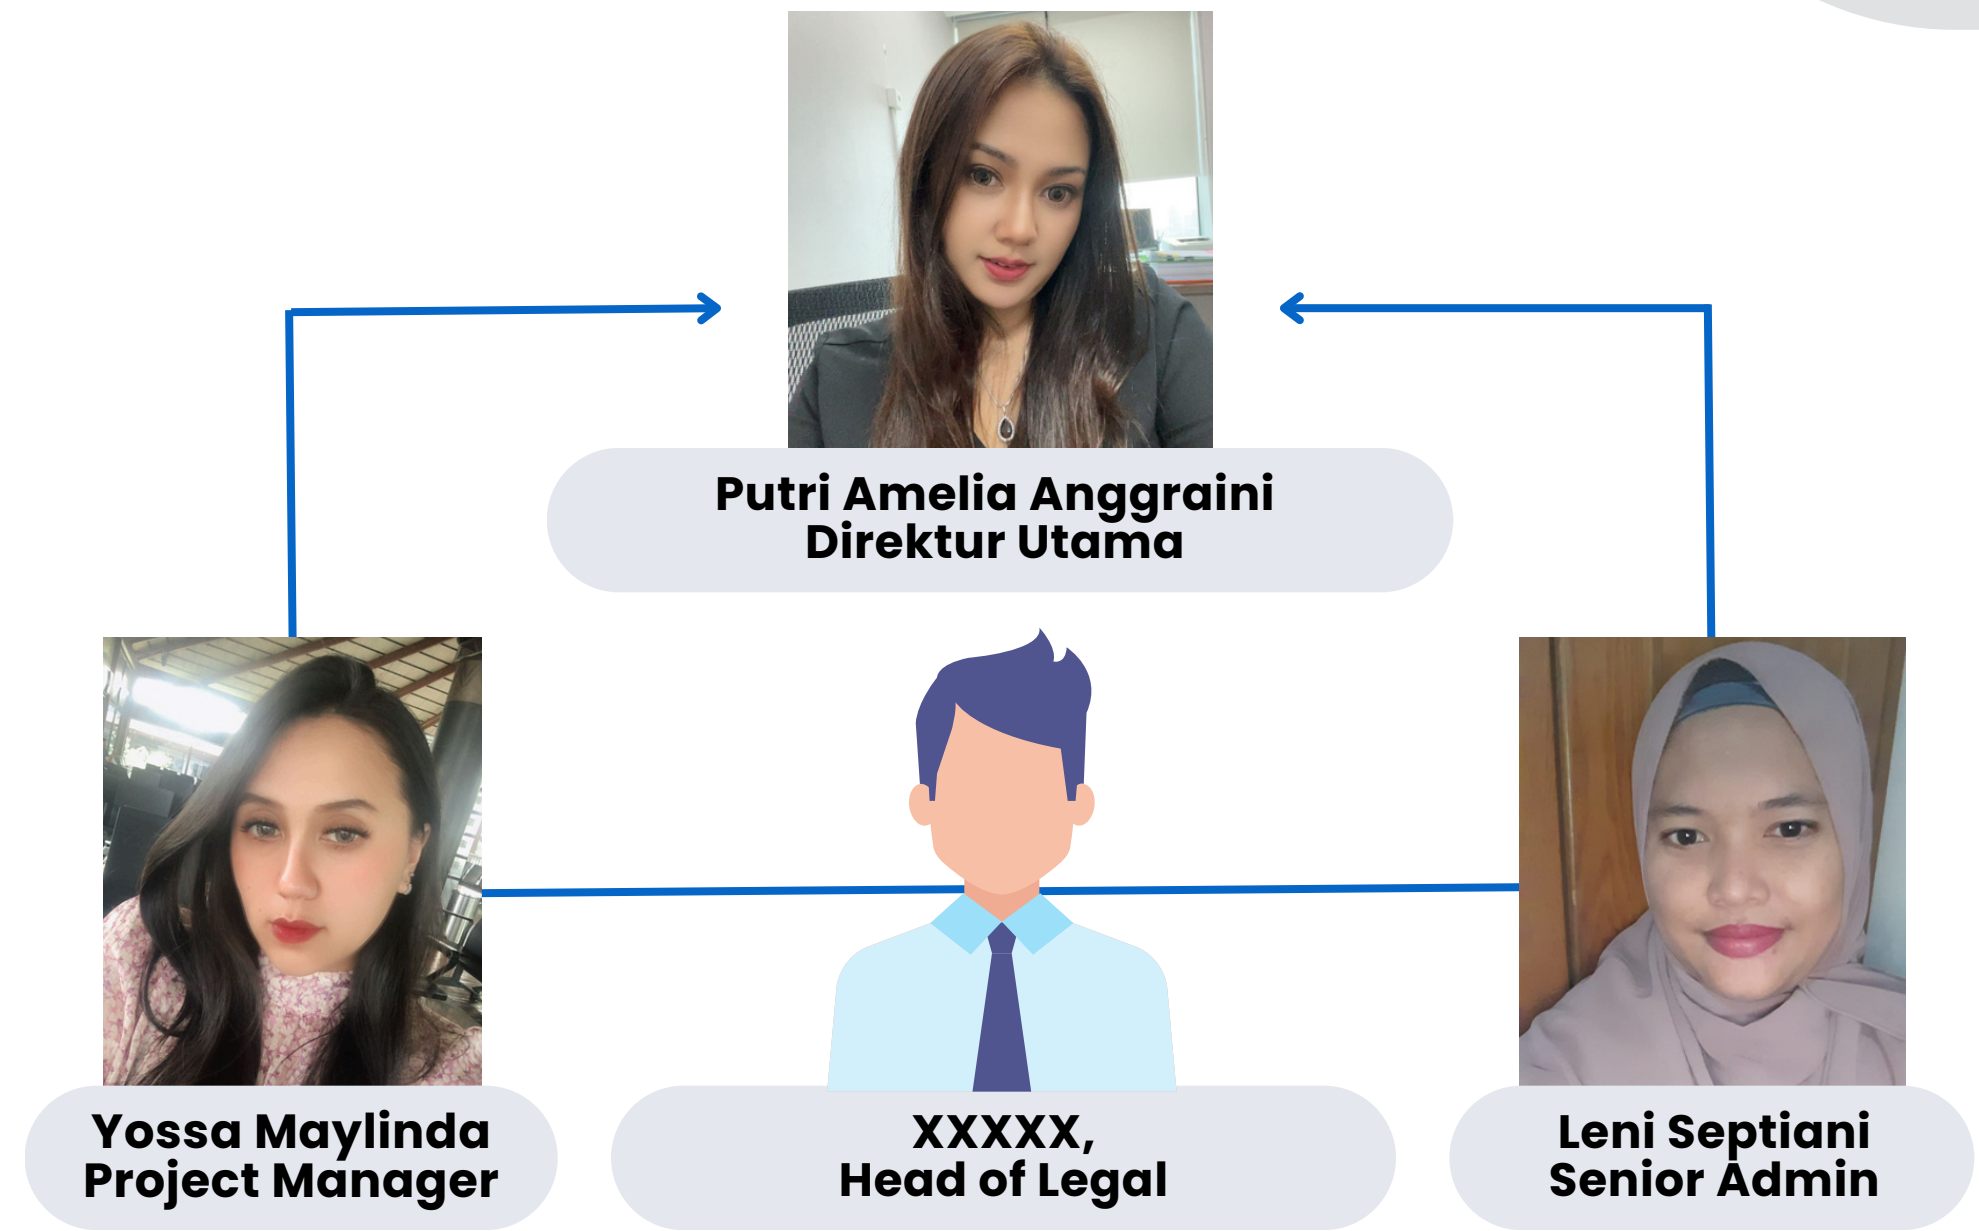 Putri Amelia Anggraini
Direktur Utama
Yossa Maylinda
Project Manager
XXXXX,
Head of Legal
Leni Septiani
Senior Admin